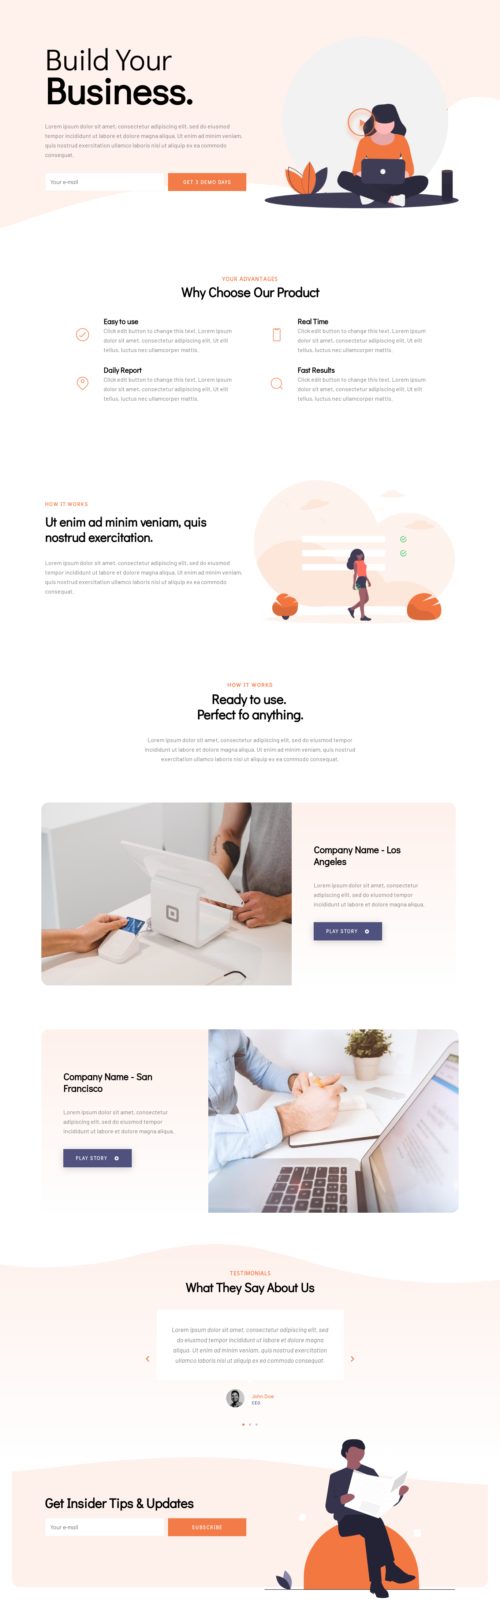 Build Your
Business.
Lorem ipsum dolor sit amet, consectetur adipiscing elit, sed do eiusmod
tempor incididunt ut labore et dolore magna aliqua. Ut enim ad minim veniam,
quis nostrud exercitation ullamco laboris nisi ut aliquip ex ea commodo
consequat.
Your e-mail
GET 3 DEMO DAYS
YOUR ADVANTAGES
Why Choose Our Product
Easy to use
Click edit button to change this text. Lorem ipsum
dolor sit amet, consectetur adipiscing elit. Ut elit
tellus, luctus nec ullamcorper mattis.
Real Time
Click edit button to change this text. Lorem ipsum
dolor sit amet, consectetur adipiscing elit. Ut elit
tellus, luctus nec ullamcorper mattis.
Daily Report
Click edit button to change this text. Lorem ipsum
dolor sit amet, consectetur adipiscing elit. Ut elit
tellus, luctus nec ullamcorper mattis.
Fast Results
Click edit button to change this text. Lorem ipsum
dolor sit amet, consectetur adipiscing elit. Ut elit
tellus, luctus nec ullamcorper mattis.
HOW IT WORKS
Ut enim ad minim veniam, quis
nostrud exercitation.
Lorem ipsum dolor sit amet, consectetur adipiscing elit, sed do eiusmod
tempor incididunt ut labore et dolore magna aliqua. Ut enim ad minim veniam,
quis nostrud exercitation ullamco laboris nisi ut aliquip ex ea commodo
consequat.
HOW IT WORKS
Ready to use.
Perfect fo anything.
Lorem ipsum dolor sit amet, consectetur adipiscing elit, sed do eiusmod tempor
incididunt ut labore et dolore magna aliqua. Ut enim ad minim veniam, quis nostrud
exercitation ullamco laboris nisi ut aliquip ex ea commodo consequat.
Company Name - Los
Angeles
Lorem ipsum dolor sit amet, consectetur
adipiscing elit, sed do eiusmod tempor
incididunt ut labore et dolore magna aliqua.
PLAY STORY
Company Name - San
Francisco
Lorem ipsum dolor sit amet, consectetur
adipiscing elit, sed do eiusmod tempor
incididunt ut labore et dolore magna aliqua.
PLAY STORY
TESTIMONIALS
What They Say About Us
Lorem ipsum dolor sit amet, consectetur adipiscing elit, sed
do eiusmod tempor incididunt ut labore et dolore magna
aliqua. Ut enim ad minim veniam, quis nostrud exercitation
ullamco laboris nisi ut aliquip ex ea commodo consequat.
John Doe
CEO
Get Insider Tips & Updates
Your e-mail
SUBSCRIBE